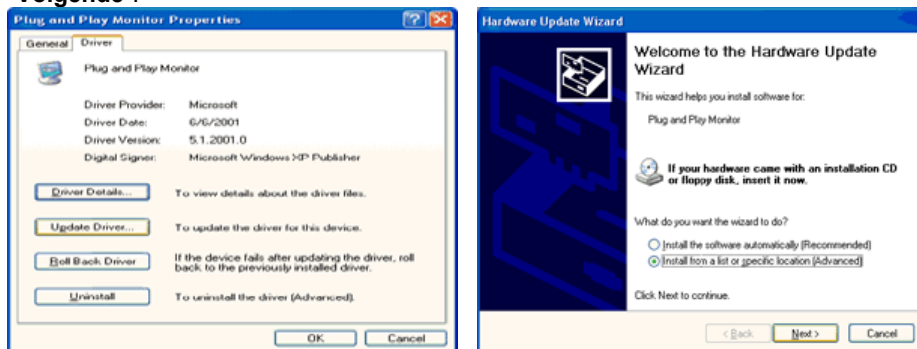 Volgende
Plug and Play Monitor Properties
General Driver
Plug and Play Monitor
Driver Provider: Microsoft
Driver Date: 6/6/2001
Driver Version: 5.1.2001.0
Digital Signer: Microsoft Windows XP Publisher
Driver Details... To view details about the driver files.
Update Driver... To update the driver for this device.
Roll Back Driver If the device fails after updating the driver, roll
back to the previously installed driver.
Uninstall To uninstall the driver (Advanced).
OK Cancel
Hardware Update Wizard
Welcome to the Hardware Update
Wizard
This wizard helps you install software for:
Plug and Play Monitor
If your hardware came with an installation CD
or floppy disk, insert it now.
What do you want the wizard to do?
Install the software automatically (Recommended)
Install from a list or specific location (Advanced)
Click Next to continue.
< Back Next > Cancel